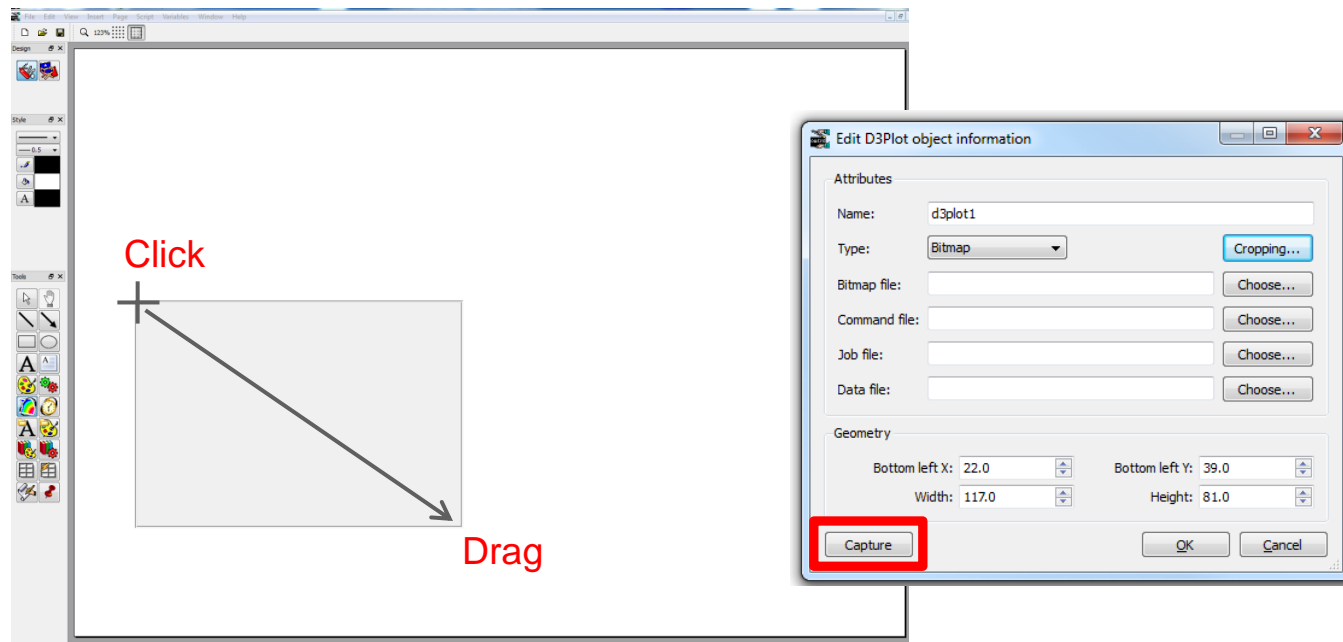 File Edit View Insert Page Script Variables Window Help
123%
Design
Style
0.5
A
Tools
A A
A
Click
Drag
Edit D3Plot object information
Attributes
Name: d3plot1
Type: Bitmap Cropping...
Bitmap file: Choose...
Command file: Choose...
Job file: Choose...
Data file: Choose...
Geometry
Bottom left X: 22.0 Bottom left Y: 39.0
Width: 117.0 Height: 81.0
Capture OK Cancel